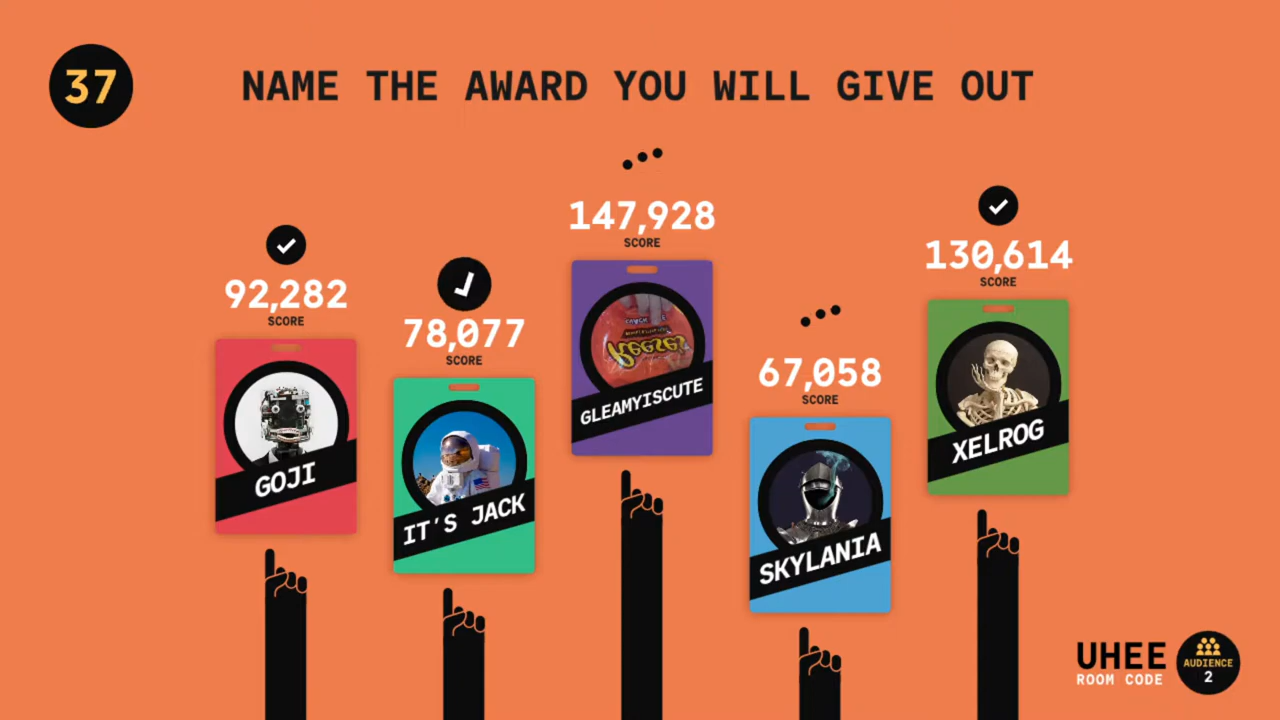 37
NAME THE AWARD YOU WILL GIVE OUT
92,282
SCORE
GOJI
78,077
SCORE
IT'S JACK
147,928
SCORE
Reese's
GLEAMYISCUTE
67,058
SCORE
SKYLANIA
130,614
SCORE
XELROG
UHEE
ROOM CODE
AUDIENCE
2